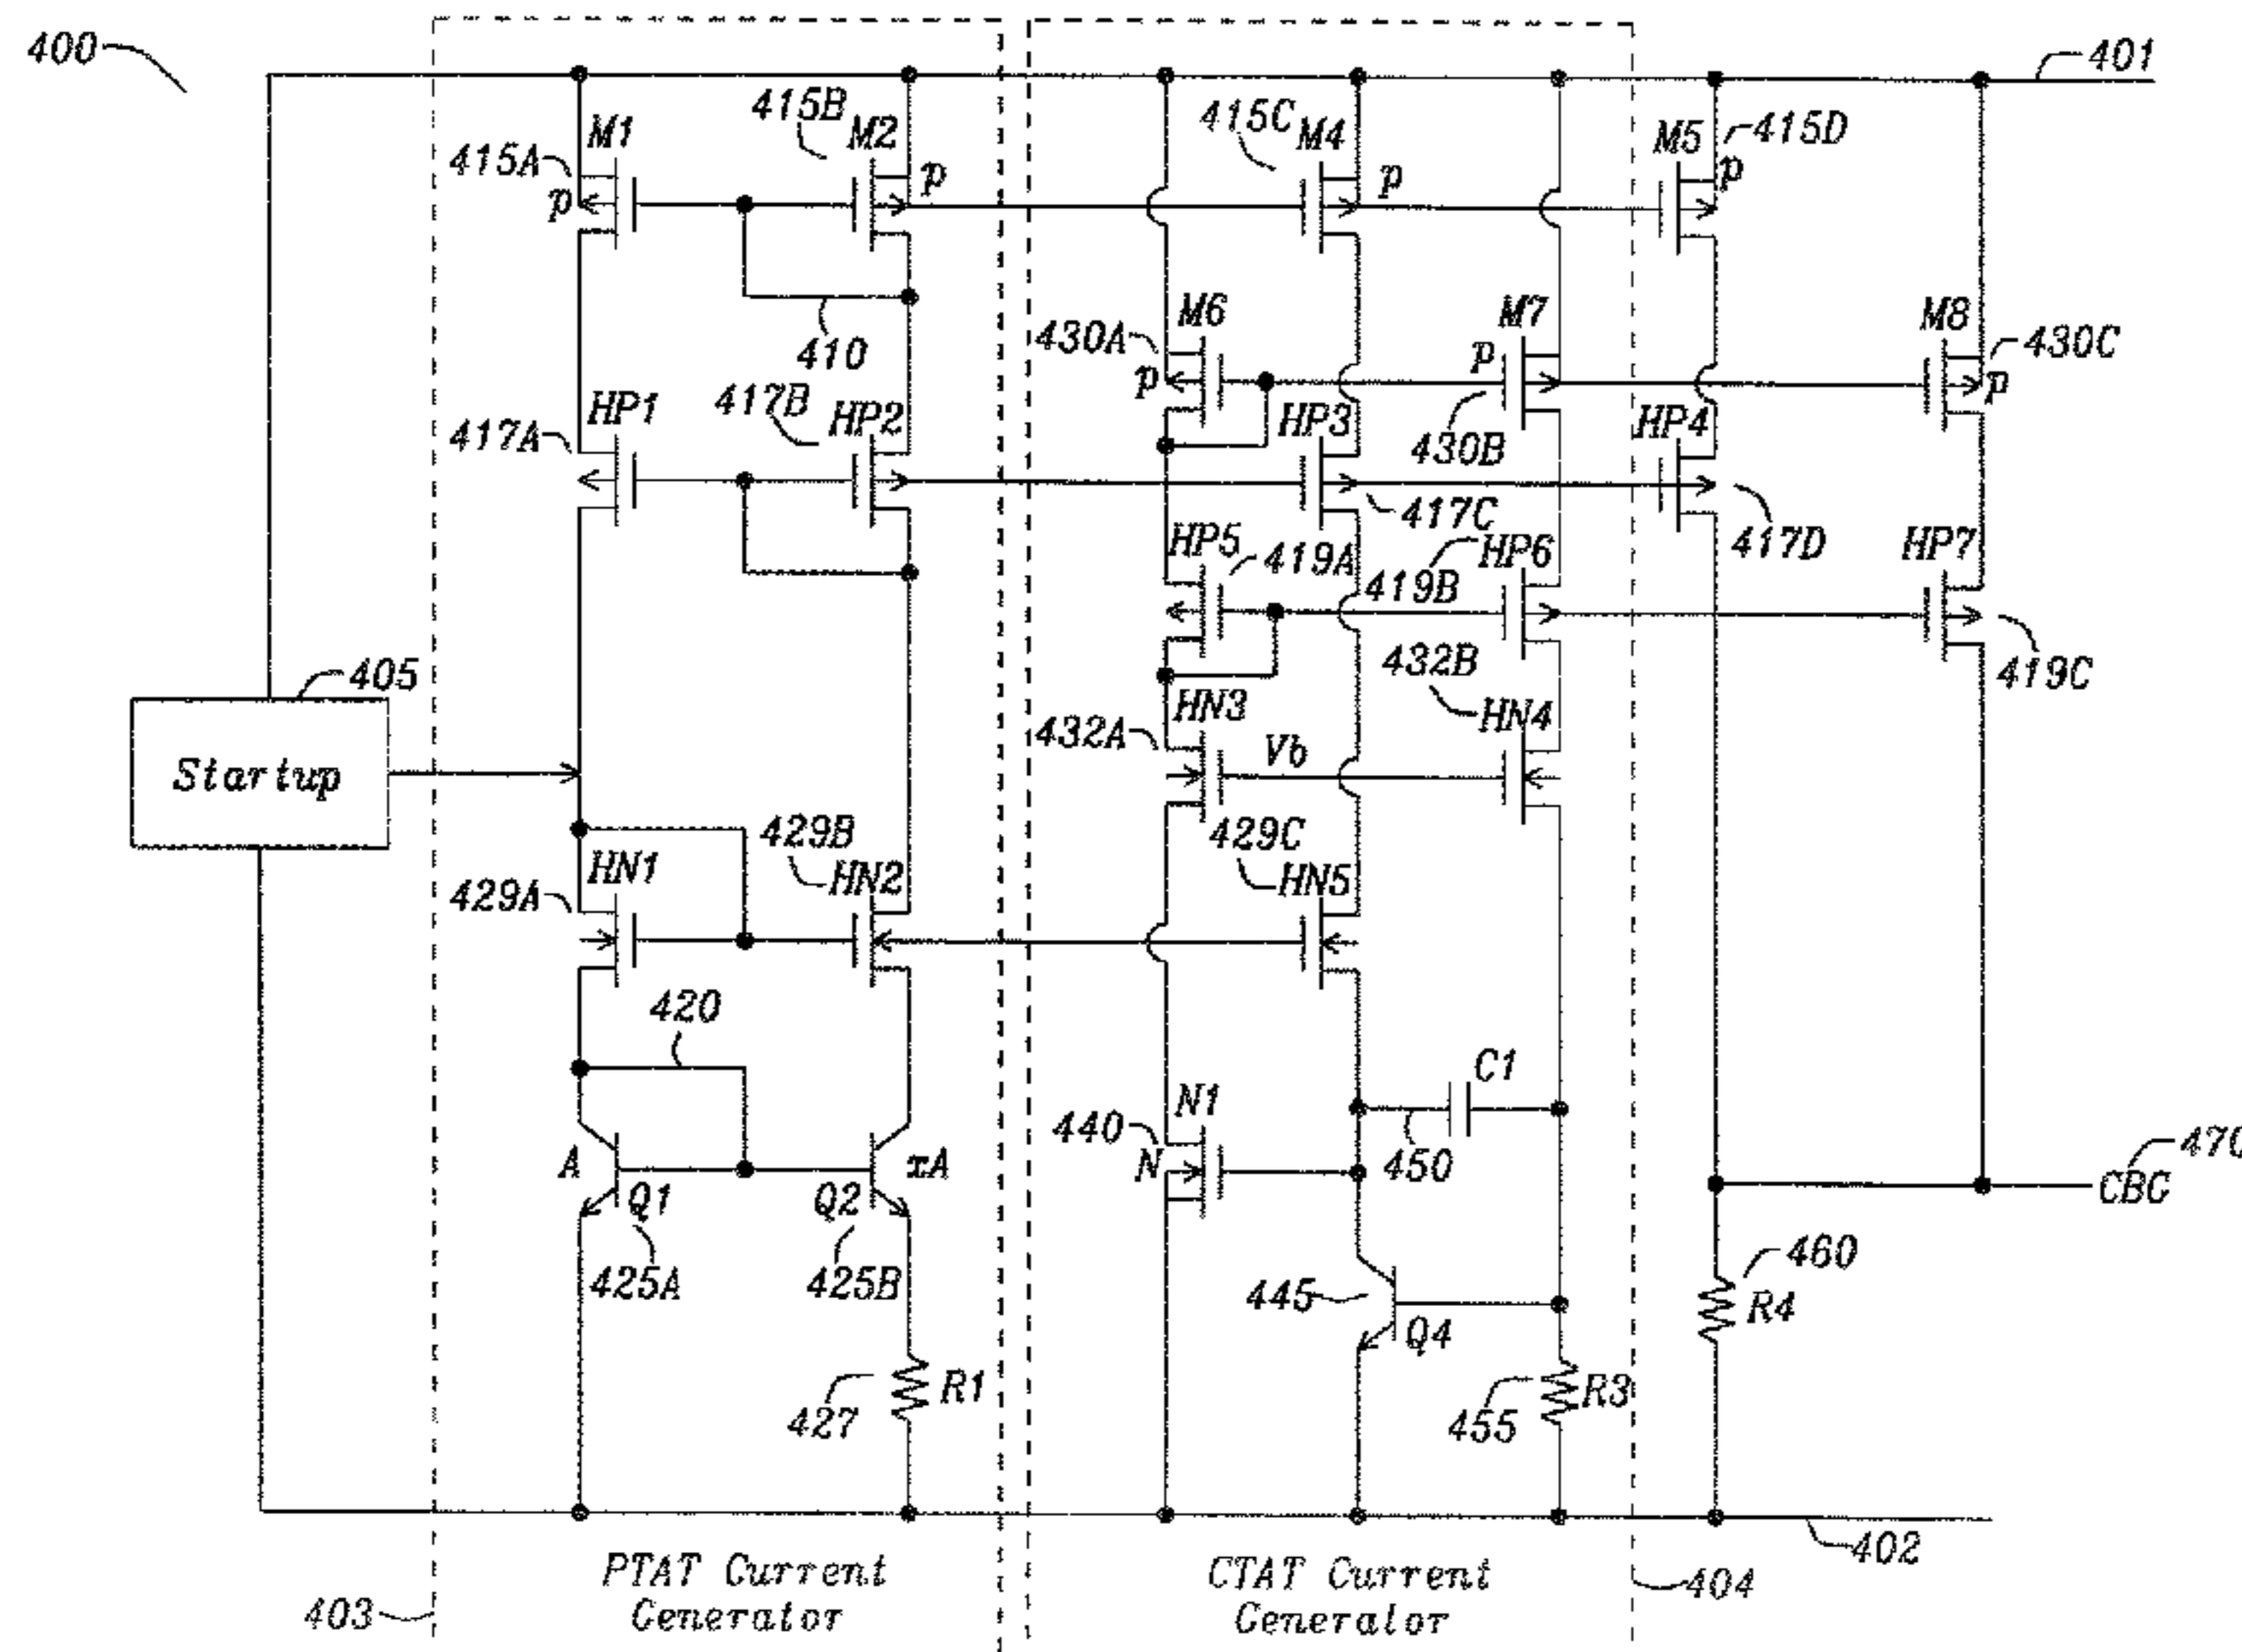 400
401
415B
415C
415D
M1
M2
M4
M5
415A
p
p
p
p
M6
M7
M8
430A
430C
410
p
p
p
417B
HP1
HP2
HP3
HP4
417A
430B
417C
417D
HP5
419A
419B
HP6
HP7
405
432B
419C
HN3
HN4
432A
Vb
Startup
429B
429C
HN1
HN2
HN5
429A
420
C1
N1
440
N
450
470
CBG
A
xA
Q1
Q2
425A
425B
445
Q4
460
R4
R1
R3
427
455
402
PTAT Current
Generator
CTAT Current
Generator
403
404